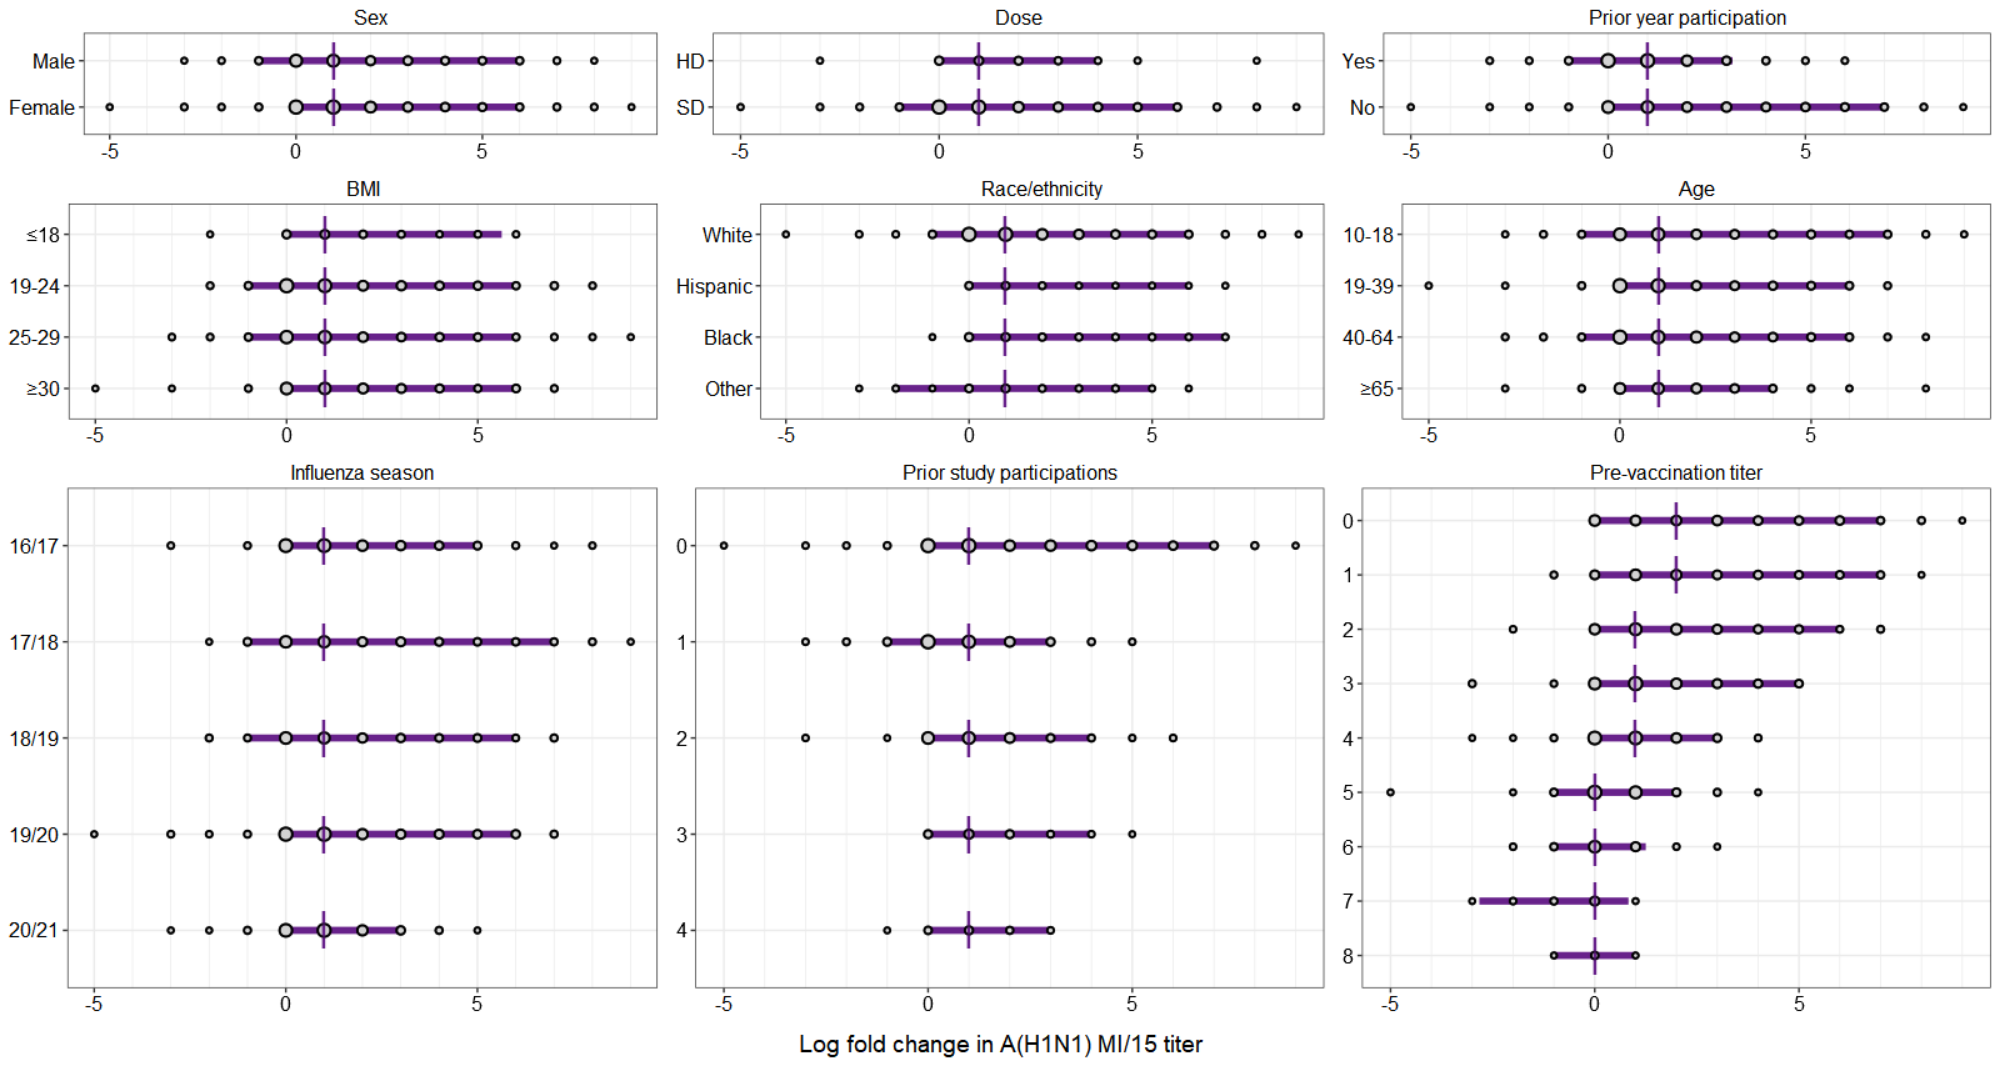 Sex Dose Prior year participation
Male HD Yes
Female SD No
-5 0 5 -5 0 5 -5 0 5
BMI Race/ethnicity Age
≤18 White 10-18
19-24 Hispanic 19-39
25-29 Black 40-64
≥30 Other ≥65
-5 0 5 -5 0 5 -5 0 5
Influenza season Prior study participations Pre-vaccination titer
0
16/17 0
1
2
17/18 1
3
18/19 2 4
5
19/20 3
6
7
20/21 4
8
-5 0 5 -5 0 5 -5 0 5
Log fold change in A(H1N1) MI/15 titer